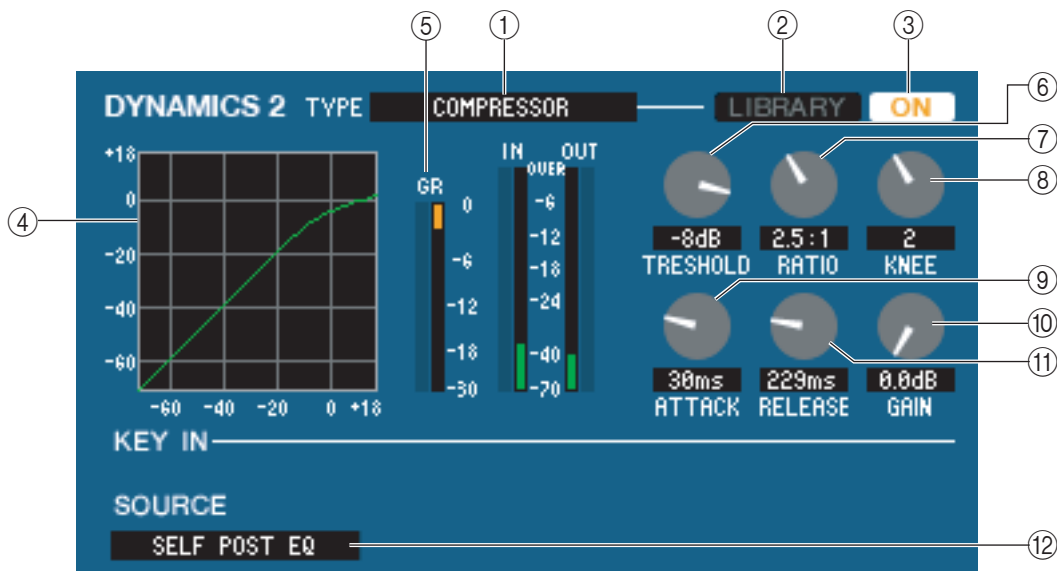 ⑤ ① ② ③
DYNAMICS 2 TYPE COMPRESSOR LIBRARY ON
⑥
⑦
⑧
④
+18
0
-20
-40
-60
-60 -40 -20 0 +18
GR
0
-6
-12
-18
-30
IN OUT
OVER
-6
-12
-18
-24
-40
-70
-8dB 2.5:1 2
TRESHOLD RATIO KNEE
⑨
⑩
⑪
30ms 229ms 0.0dB
ATTACK RELEASE GAIN
KEY IN
SOURCE
SELF POST EQ
⑫